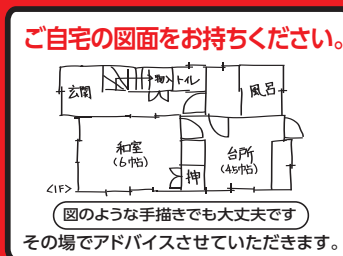 ご自宅の図面をお持ちください。
玄関
物入
トイレ
風呂
和室
(6帖)
押
台所
(4.5帖)
<1F>
図のような手描きでも大丈夫です
その場でアドバイスさせていただきます。